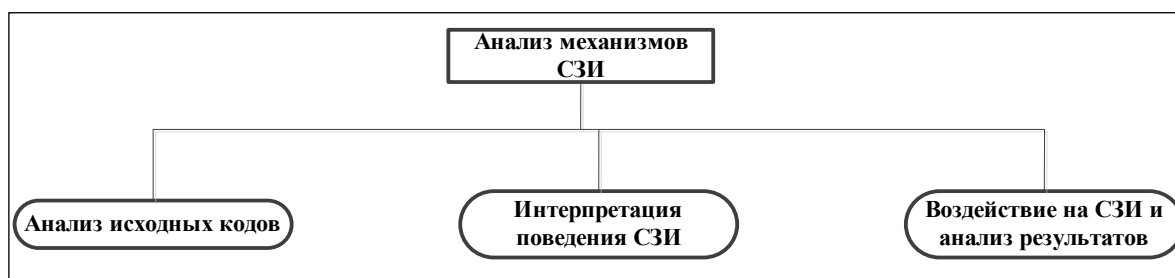 Анализ механизмов
СЗИ
Анализ исходных кодов
Интерпретация
поведения СЗИ
Воздействие на СЗИ и
анализ результатов